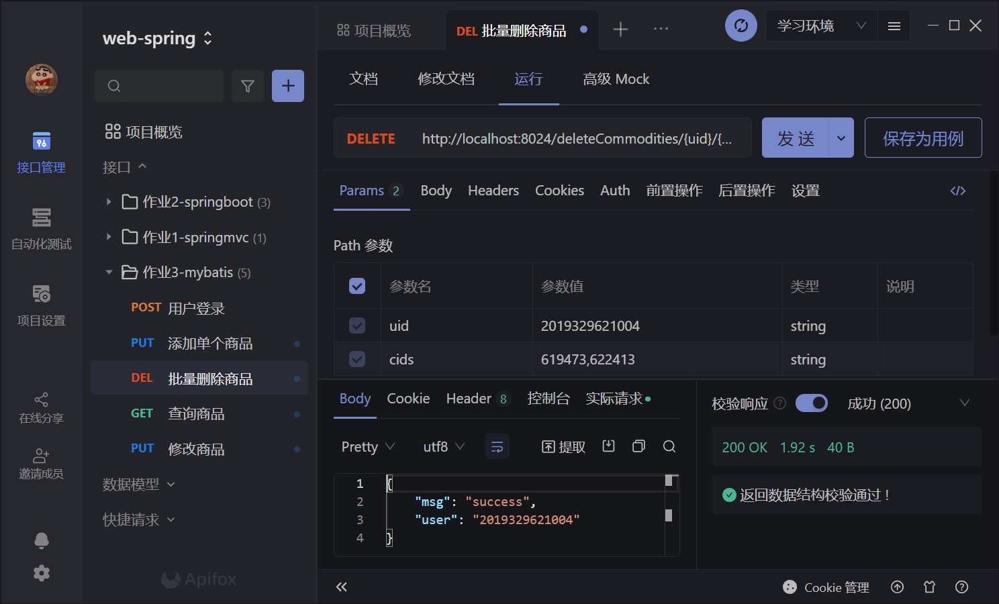 web-spring
项目概览
接口
作业2-springboot (3)
作业1-springmvc (1)
作业3-mybatis (5)
POST 用户登录
PUT 添加单个商品
DEL 批量删除商品
GET 查询商品
PUT 修改商品
数据模型
快捷请求
Apifox
接口管理
自动化测试
项目设置
在线分享
邀请成员
项目概览
DEL 批量删除商品
学习环境
文档 修改文档 运行 高级 Mock
DELETE http://localhost:8024/deleteCommodities/{uid}/{...
发 送
保存为用例
Params 2 Body Headers Cookies Auth 前置操作 后置操作 设置
Path 参数
参数名 参数值 类型 说明
uid 2019329621004 string
cids 619473,622413 string
Body Cookie Header 8 控制台 实际请求
Pretty utf8 提取
1 {
2 "msg": "success",
3 "user": "2019329621004"
4 }
校验响应 成功 (200)
200 OK 1.92 s 40 B
返回数据结构校验通过！
Cookie 管理